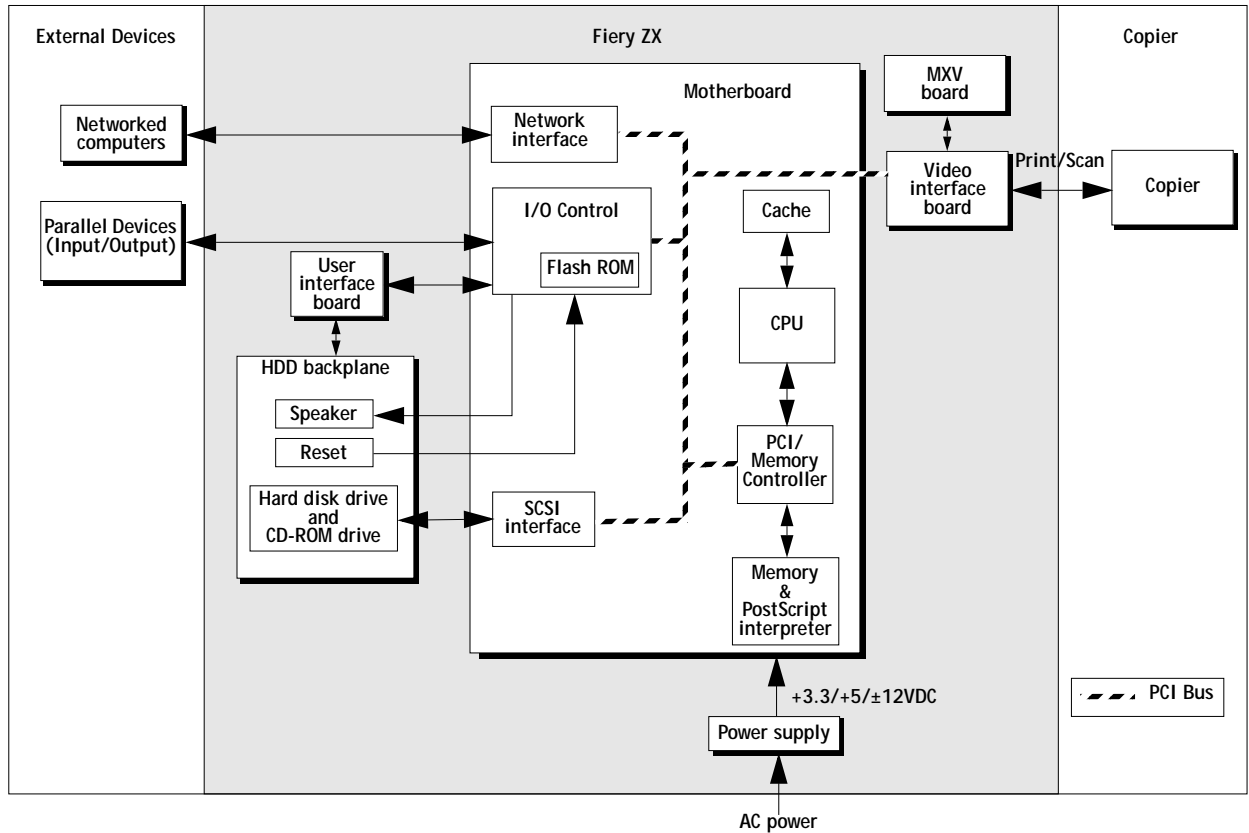 External Devices
Fiery ZX
Copier
Motherboard
MXV
board
Networked
computers
Network
interface
Print/Scan
Video
interface
board
Copier
I/O Control
Cache
Parallel Devices
(Input/Output)
Flash ROM
User
interface
board
CPU
HDD backplane
Speaker
Reset
PCI/
Memory
Controller
Hard disk drive
and
CD-ROM drive
SCSI
interface
Memory
&
PostScript
interpreter
+3.3/+5/±12VDC
PCI Bus
Power supply
AC power